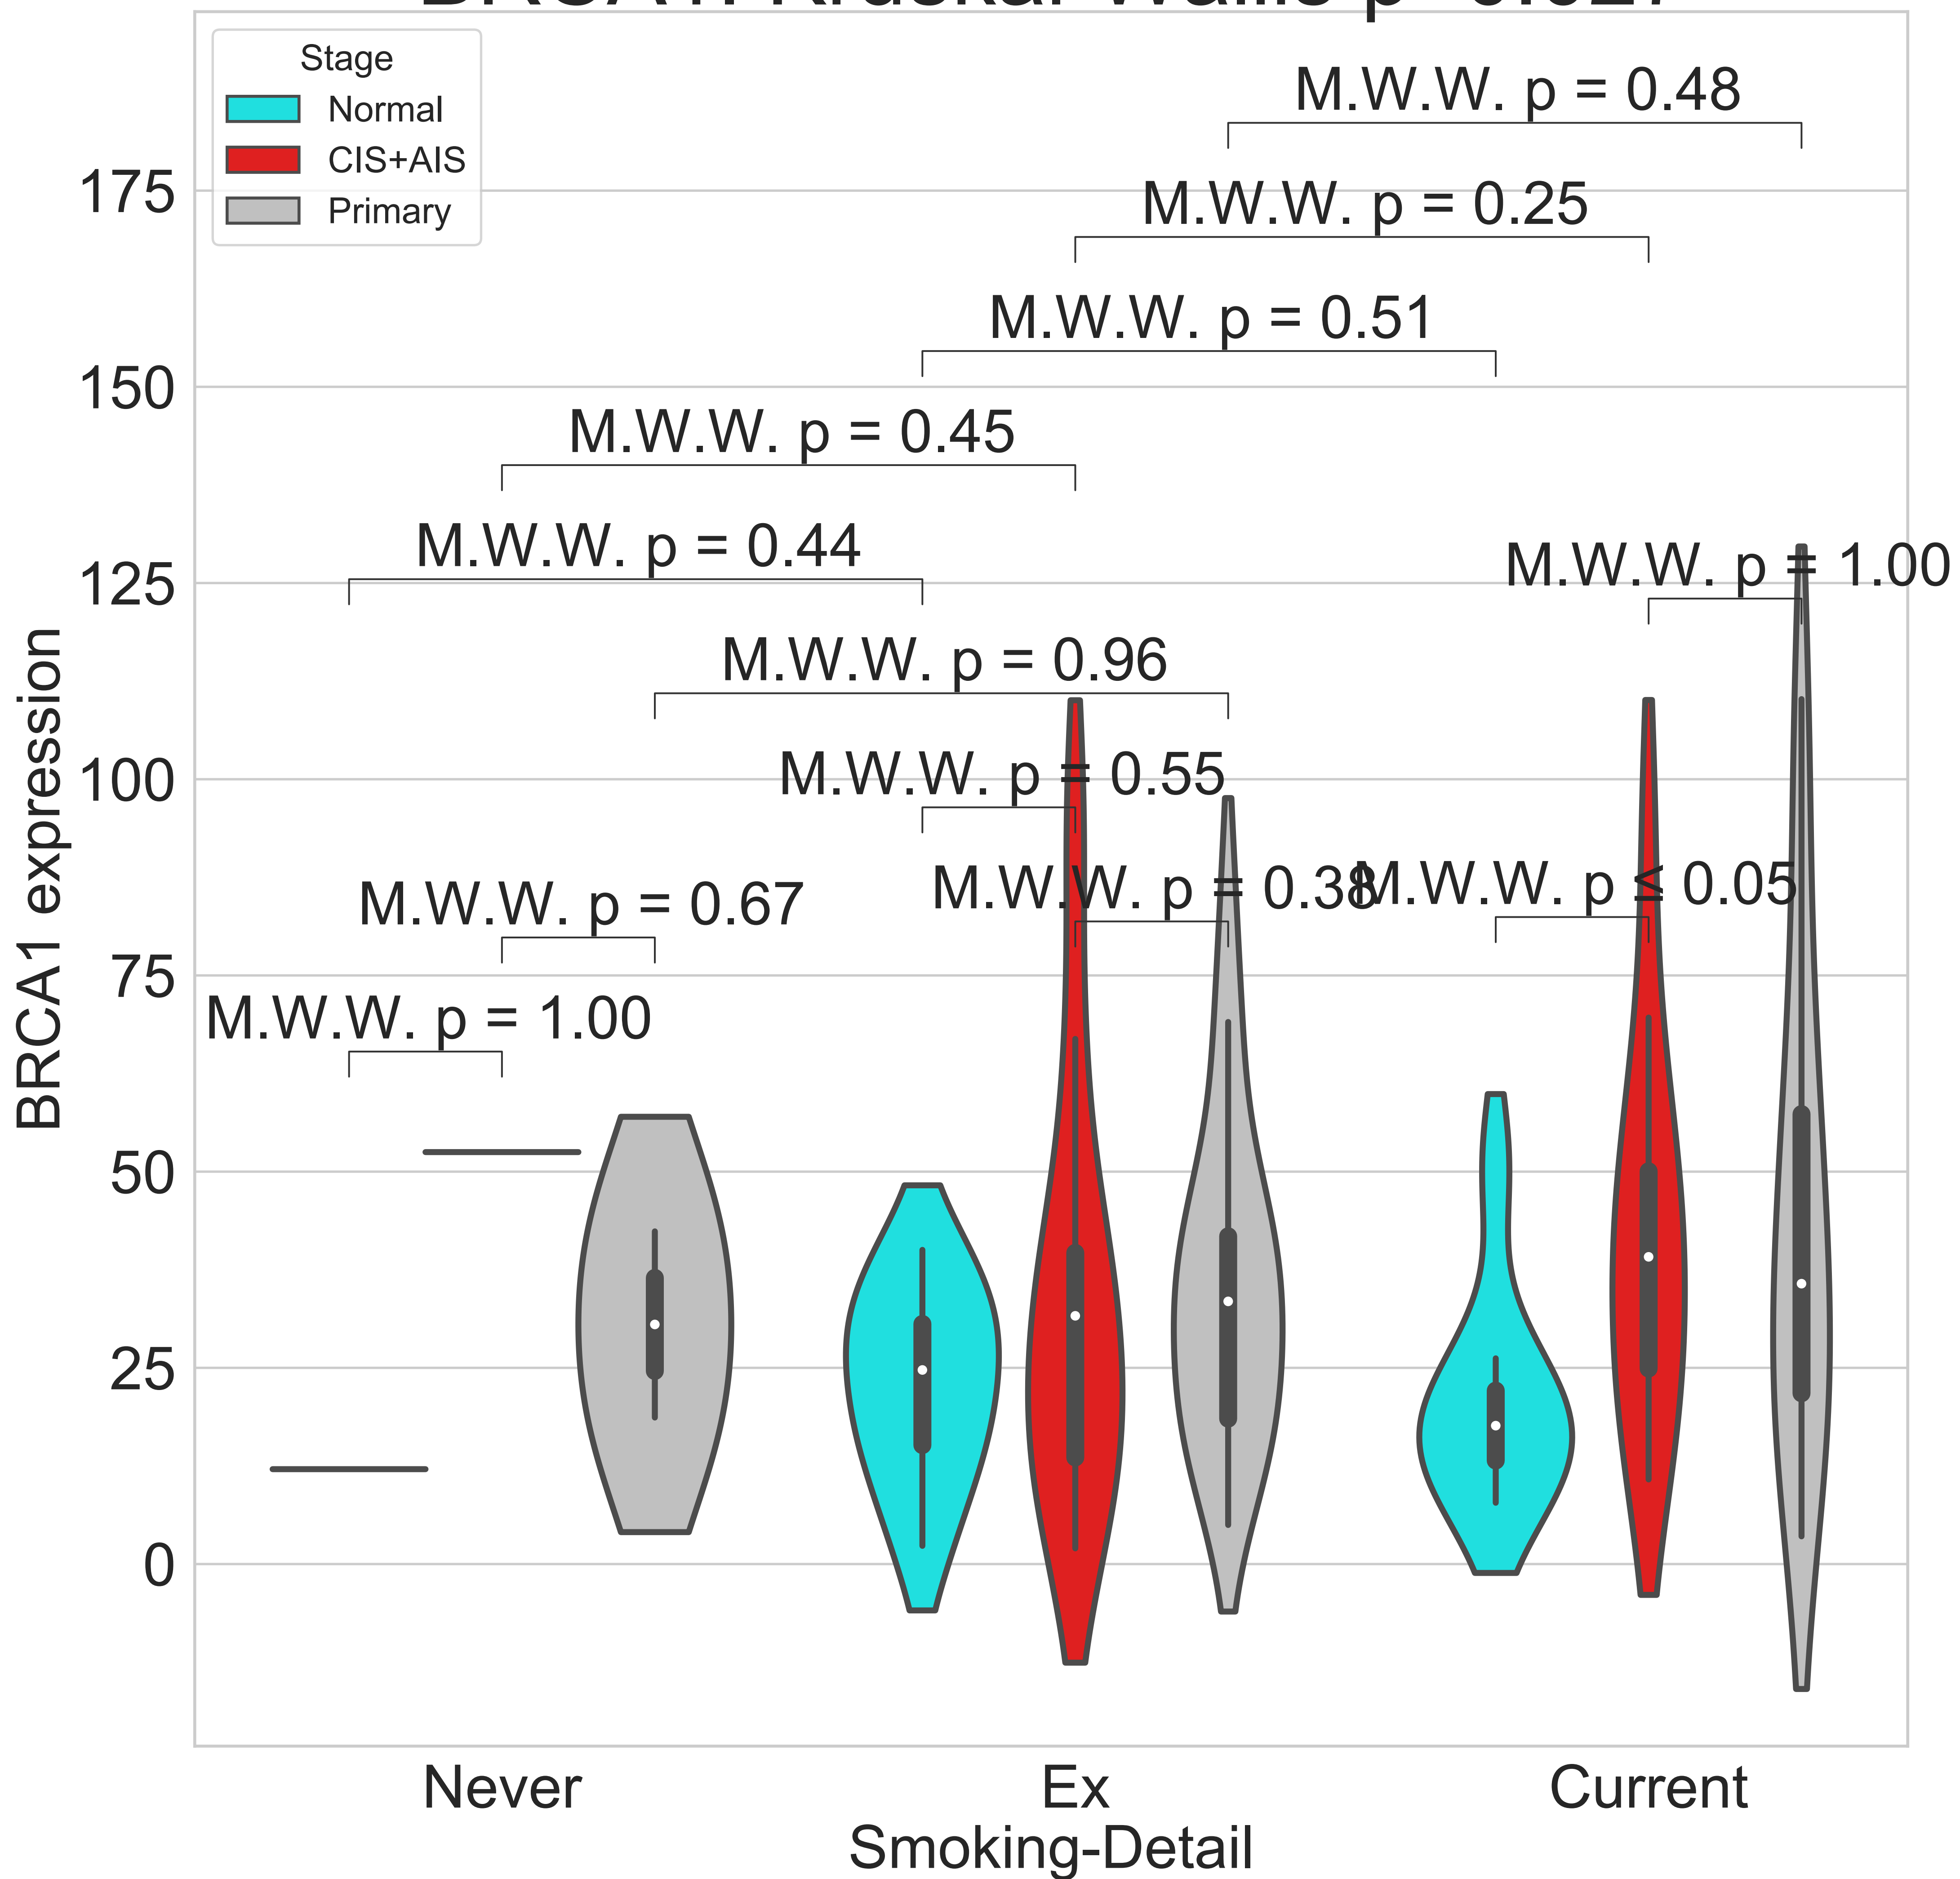 Stage
Normal
CIS+AIS
Primary
M.W.W. p = 0.48
M.W.W. p = 0.25
M.W.W. p = 0.51
M.W.W. p = 0.45
M.W.W. p = 0.44
M.W.W. p = 1.00
M.W.W. p = 0.96
M.W.W. p = 0.55
M.W.W. p = 0.38
M.W.W. p ≤ 0.05
M.W.W. p = 0.67
M.W.W. p = 1.00
175
150
125
100
75
50
25
0
BRCA1 expression
Never
Ex
Current
Smoking-Detail